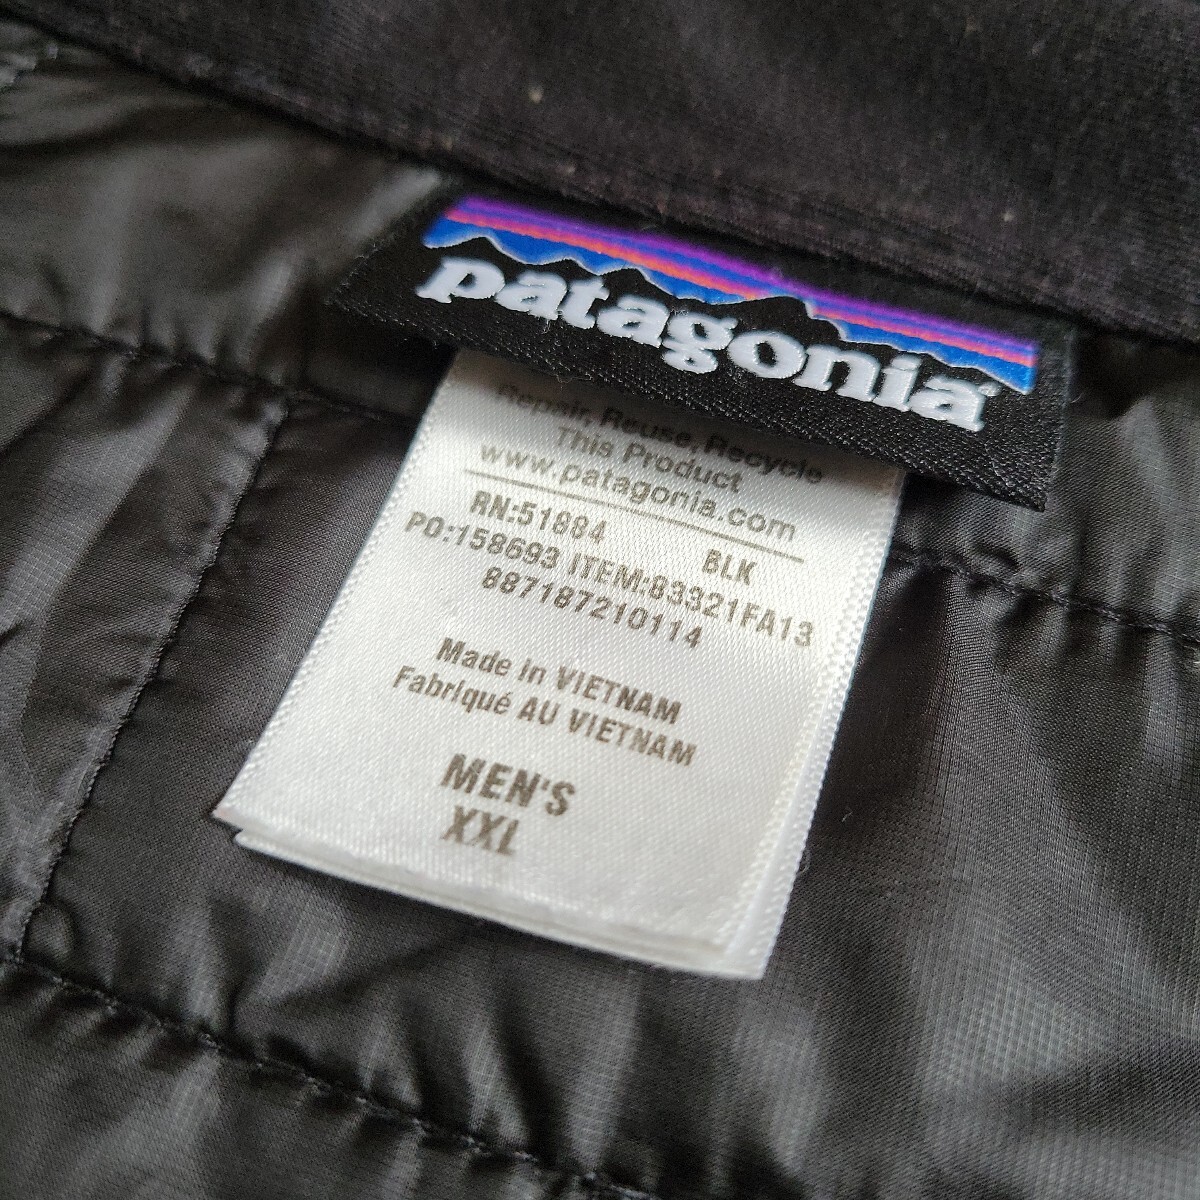 patagonia®
Repair, Reuse, Recycle
This Product
www.patagonia.com
RN:51884 BLK
PO:158693 ITEM:83321FA13
887187210114
Made in VIETNAM
Fabriqué AU VIETNAM
MEN'S
XXL